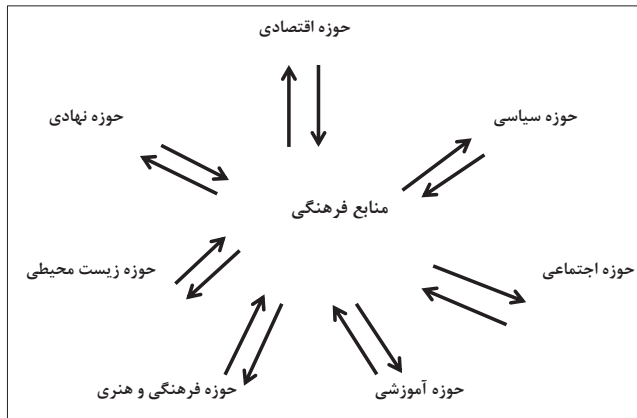 حوزه اقتصادی
حوزه سیاسی
حوزه نهادی
منابع فرهنگی
حوزه اجتماعی
حوزه زیست محیطی
حوزه آموزشی
حوزه فرهنگی و هنری